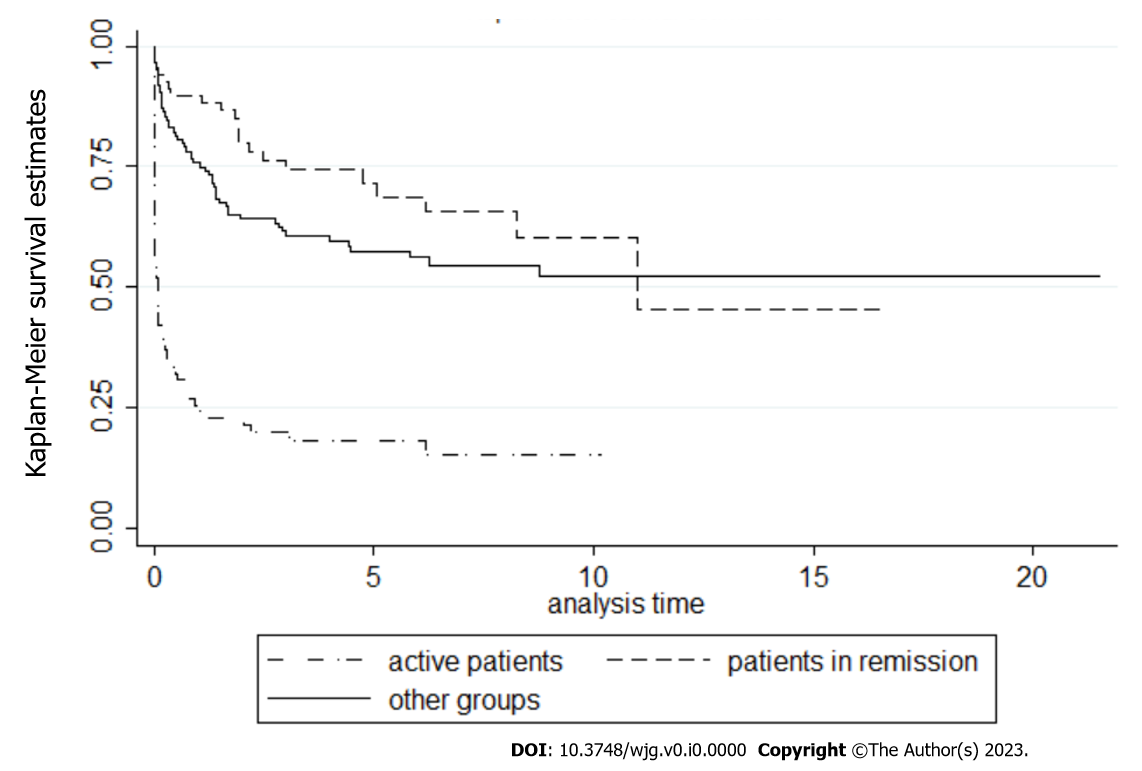 Kaplan-Meier survival estimates
1.00
0.75
0.50
0.25
0.00
0 5 10 15 20
analysis time
active patients patients in remission
other groups
DOI: 10.3748/wjg.v0.i0.0000 Copyright ©The Author(s) 2023.